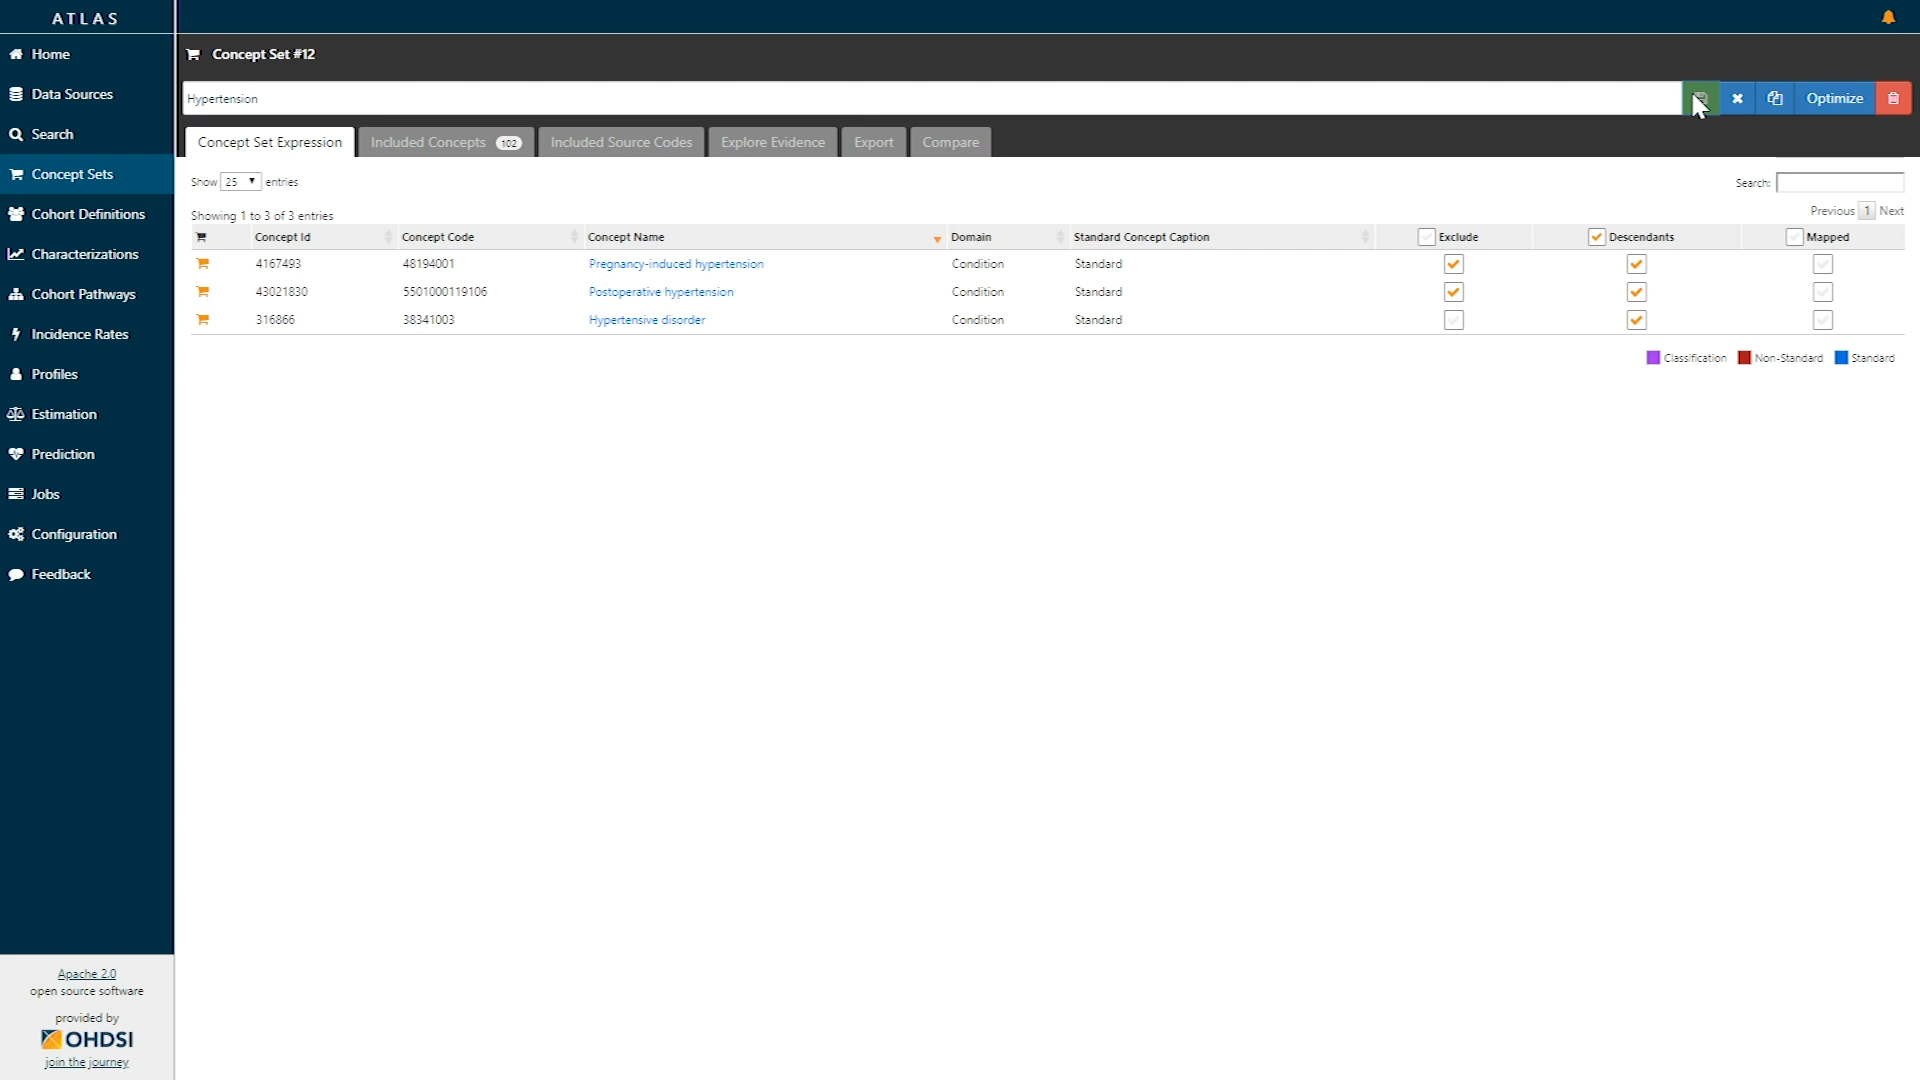 ATLAS
Home
Data Sources
Search
Concept Sets
Cohort Definitions
Characterizations
Cohort Pathways
Incidence Rates
Profiles
Estimation
Prediction
Jobs
Configuration
Feedback
Apache 2.0
open source software
provided by
OHDSI
join the journey
Concept Set #12
Hypertension
Optimize
Concept Set Expression Included Concepts 102 Included Source Codes Explore Evidence Export Compare
Show 25 entries Search:
Showing 1 to 3 of 3 entries Previous 1 Next
Concept Id Concept Code Concept Name Domain Standard Concept Caption Exclude Descendants Mapped
4167493 48194001 Pregnancy-induced hypertension Condition Standard
43021830 5501000119106 Postoperative hypertension Condition Standard
316866 38341003 Hypertensive disorder Condition Standard
Classification Non-Standard Standard